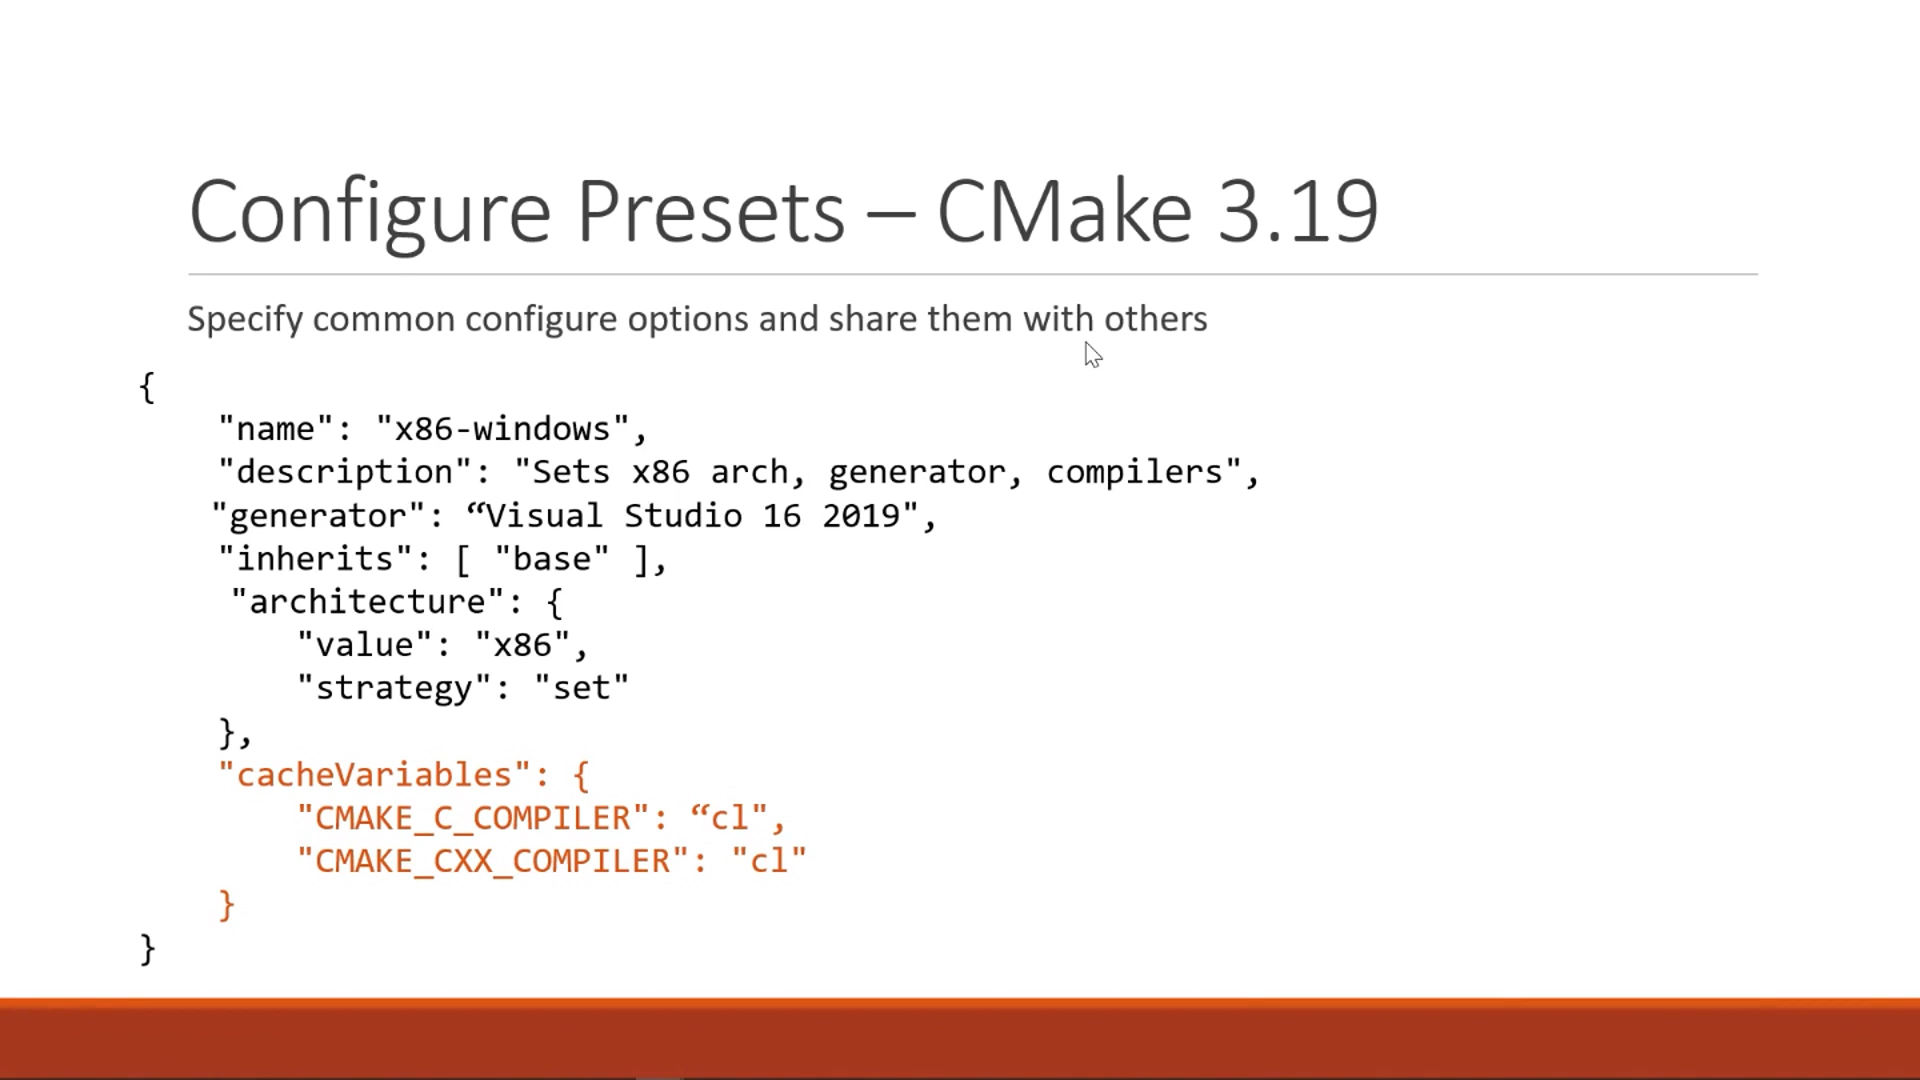 Configure Presets – CMake 3.19
Specify common configure options and share them with others
{
"name": "x86-windows",
"description": "Sets x86 arch, generator, compilers",
"generator": “Visual Studio 16 2019",
"inherits": [ "base" ],
"architecture": {
"value": "x86",
"strategy": "set"
},
"cacheVariables": {
"CMAKE_C_COMPILER": “cl",
"CMAKE_CXX_COMPILER": "cl"
}
}